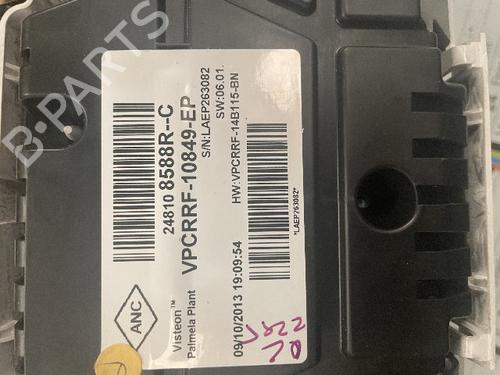 24810 8588R--C
VPCRRF-10849-EP
S/N:LAEP263082
SW:06.01.
HW:VPCRRF-14B115-BN
*LAEP263082*
ANC
Visteon™
Palmela Plant
09/10/2013 19:09:54
B-PARTS